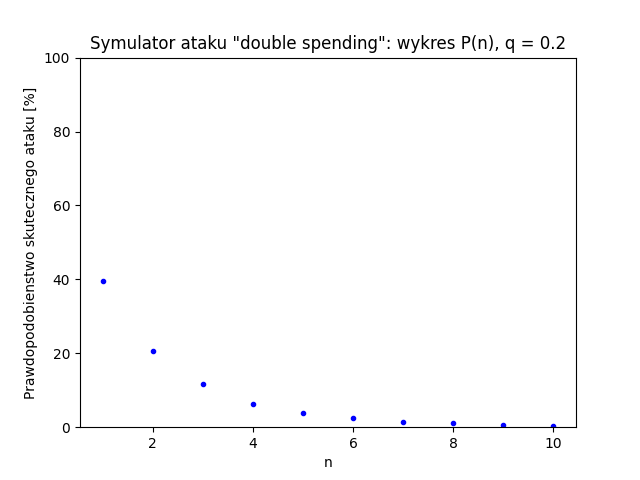 Symulator ataku "double spending": wykres P(n), q = 0.2
Prawdopodobienstwo skutecznego ataku [%]
100
80
60
40
20
0
2 4 6 8 10
n